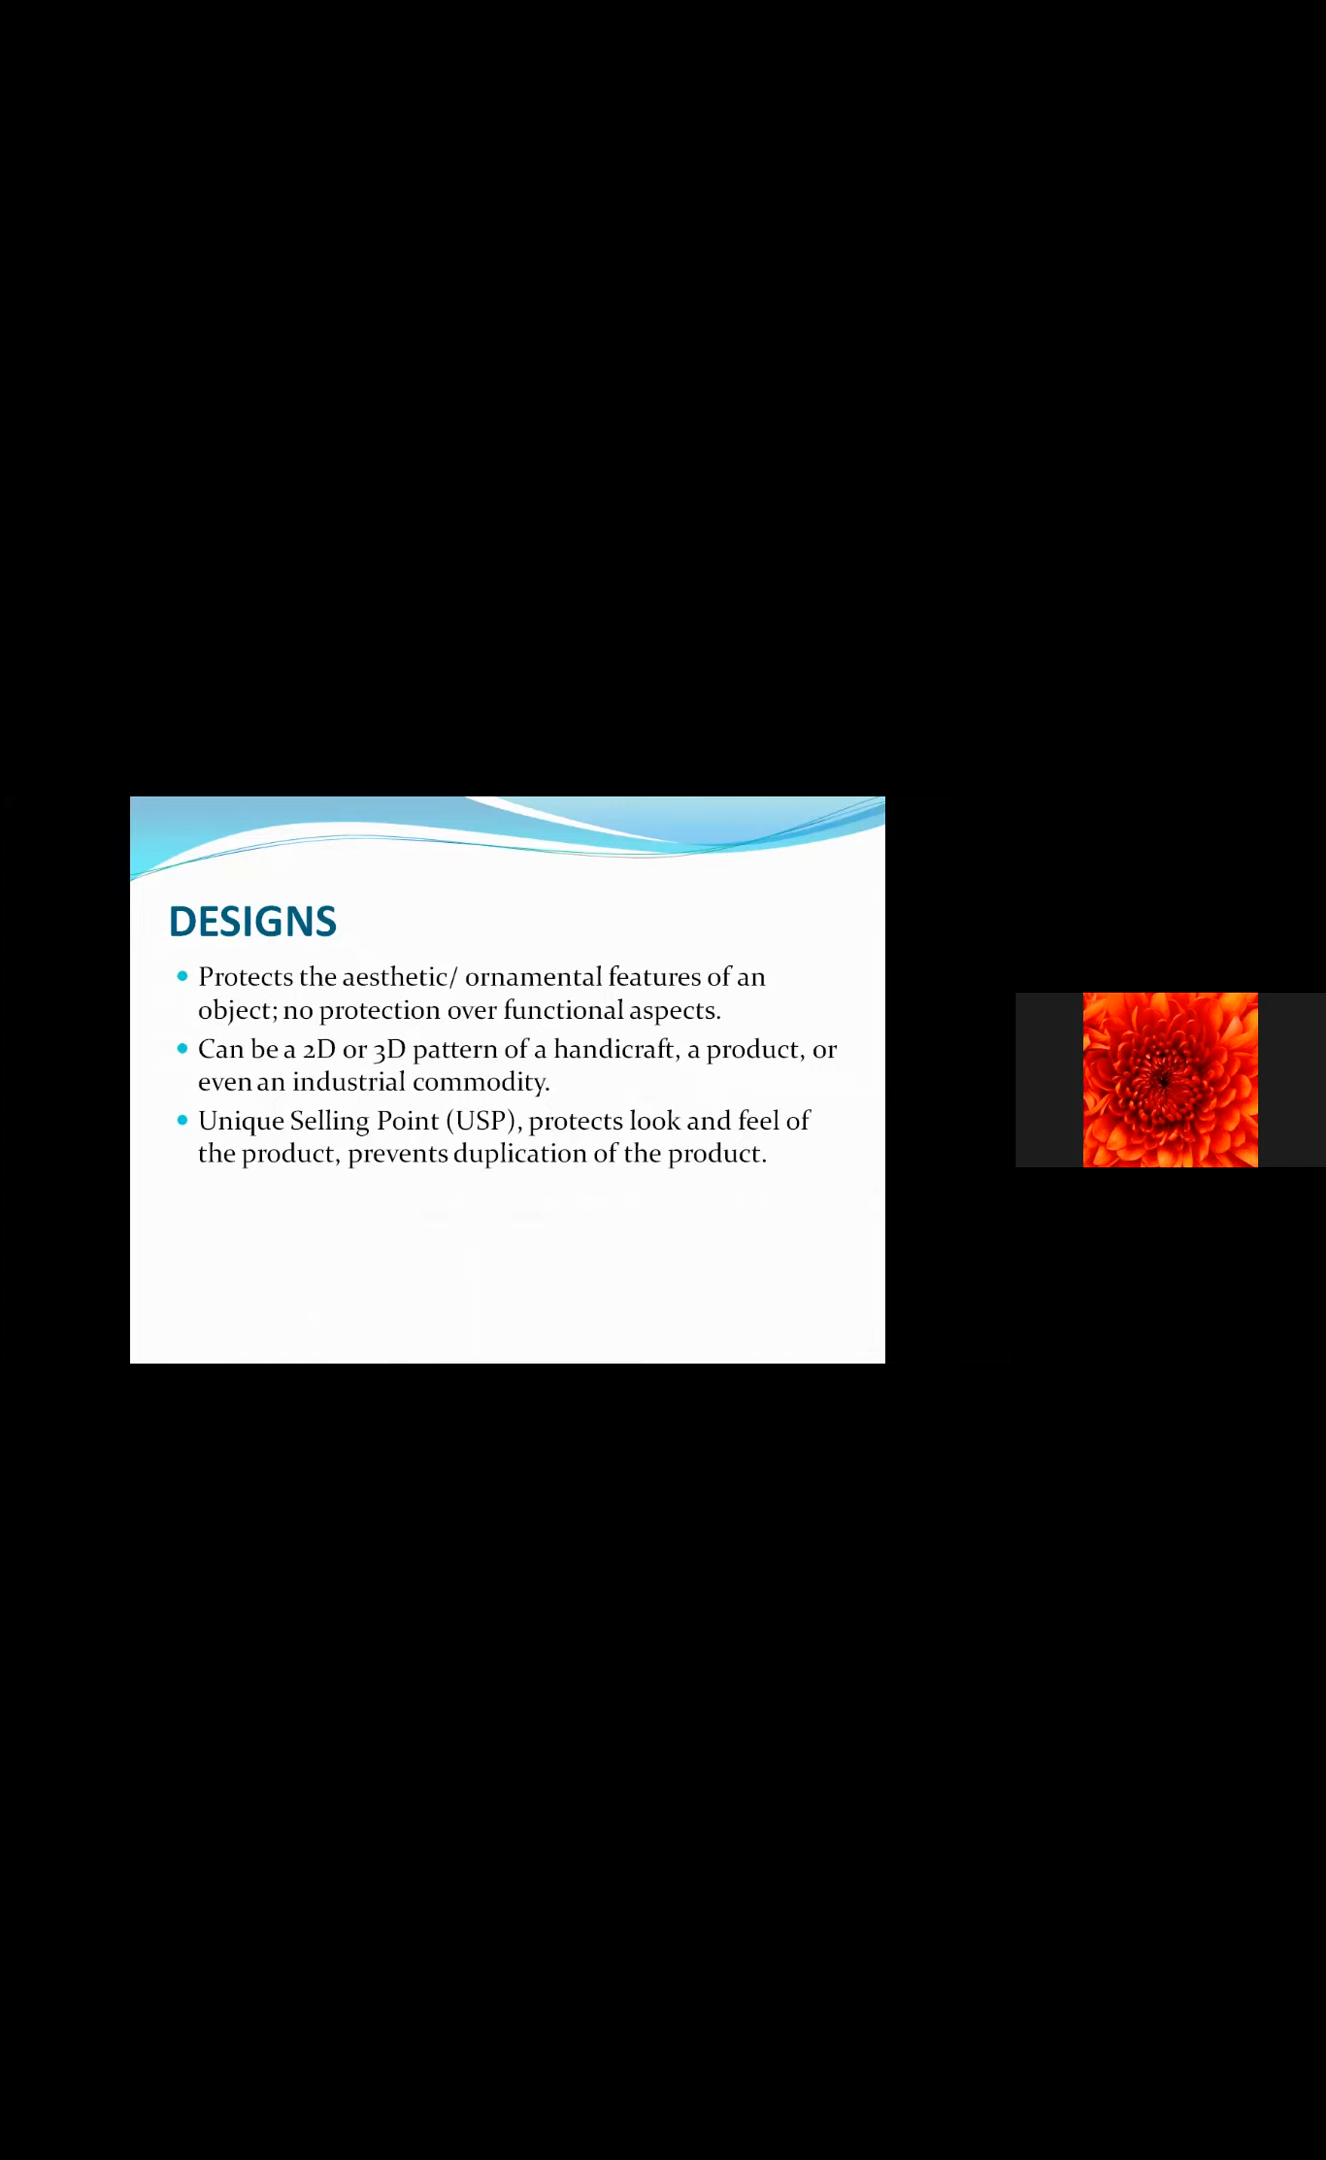 DESIGNS
• Protects the aesthetic/ ornamental features of an
object; no protection over functional aspects.
• Can be a 2D or 3D pattern of a handicraft, a product, or
even an industrial commodity.
• Unique Selling Point (USP), protects look and feel of
the product, prevents duplication of the product.